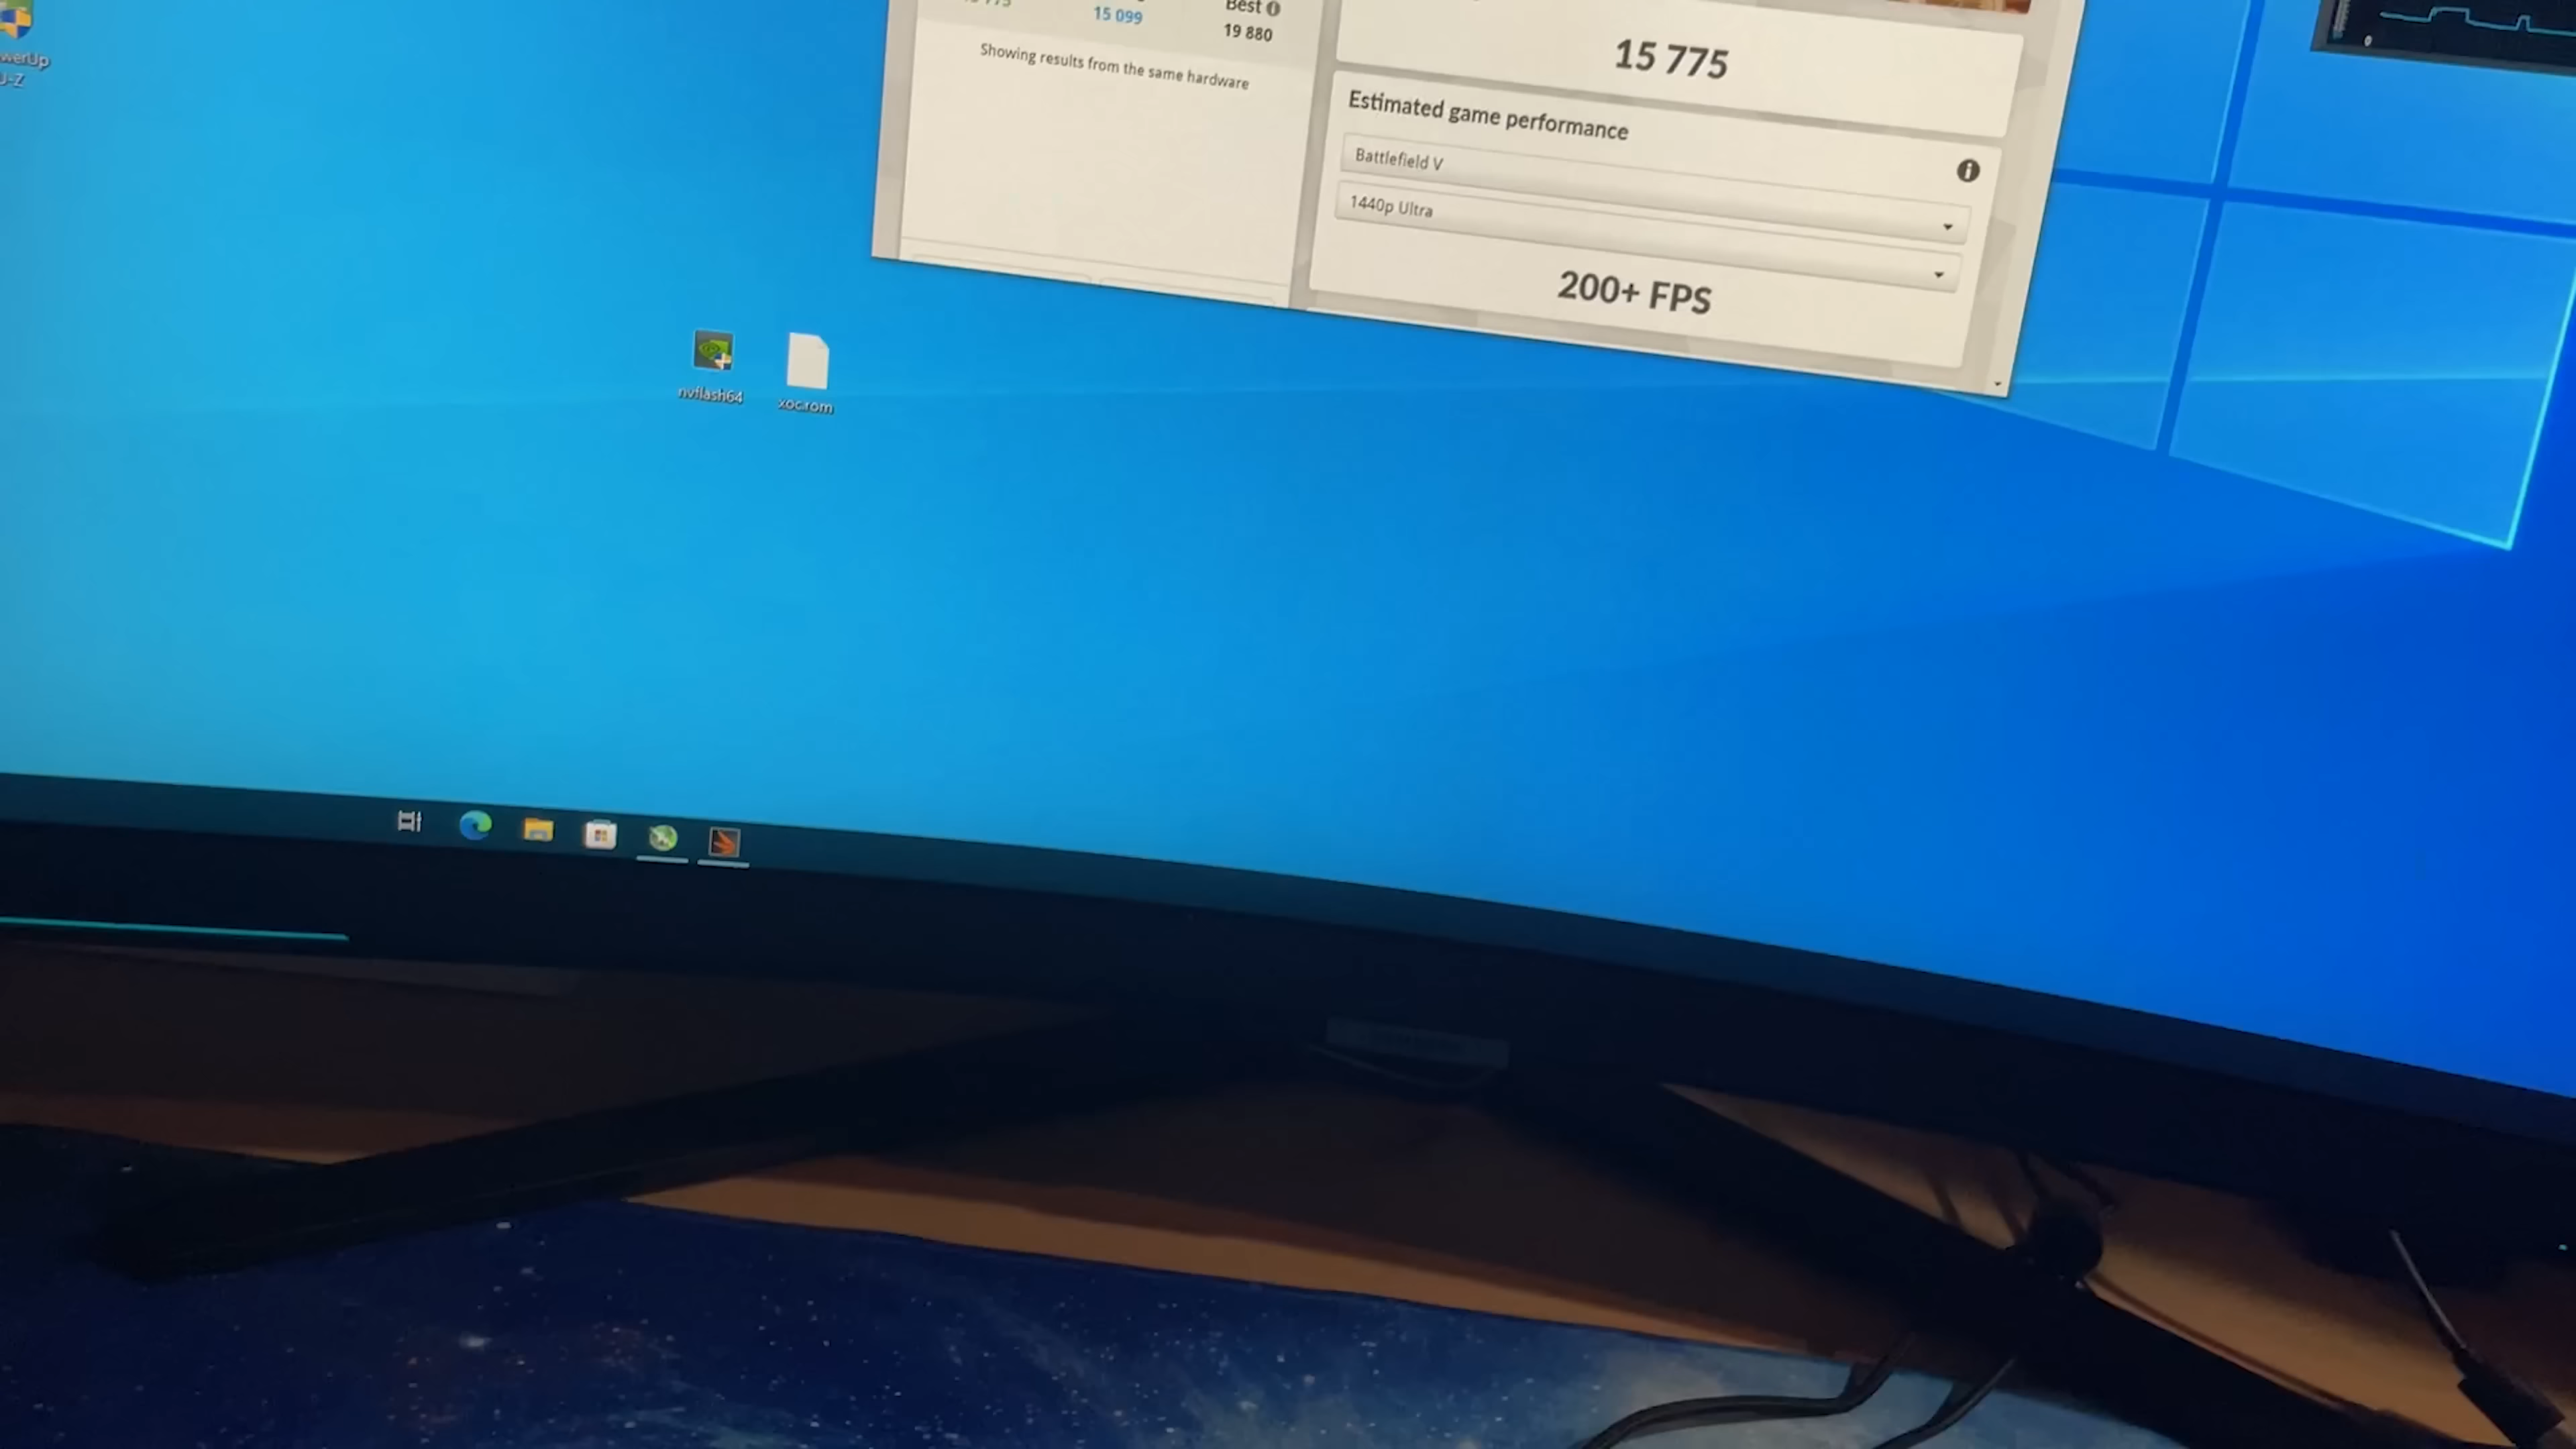 Best
15 099
19 880
Showing results from the same hardware
15 775
Estimated game performance
Battlefield V
1440p Ultra
200+ FPS
nvflash64
xoc.rom
0